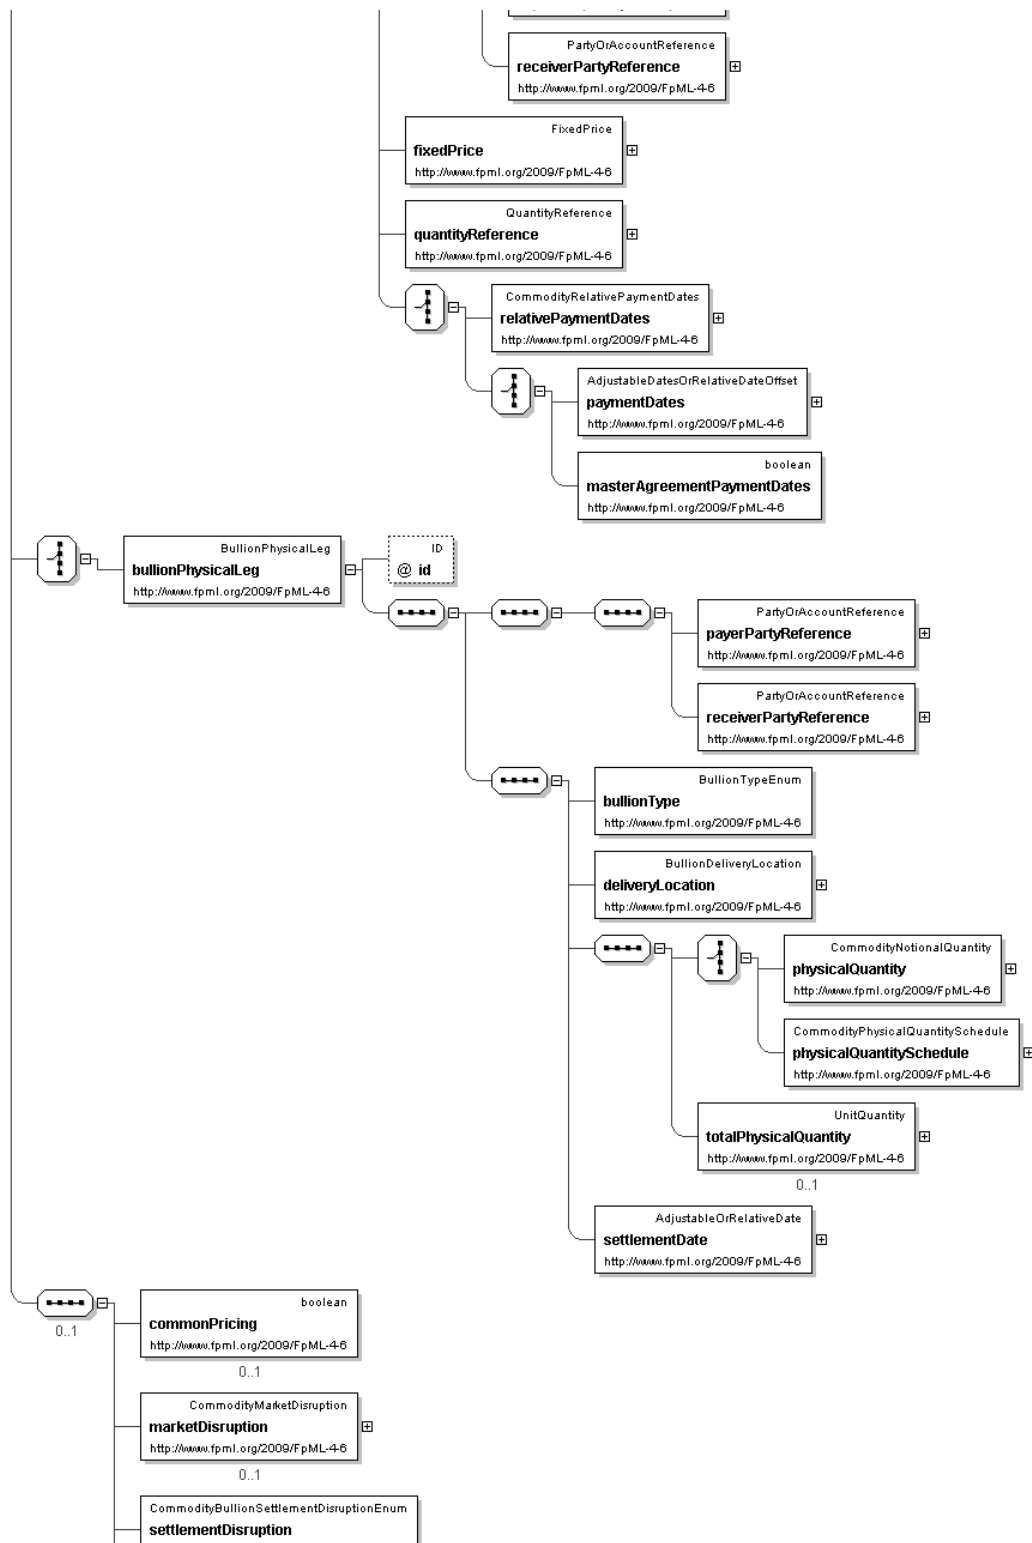 PartyOrAccountReference
receiverPartyReference
http://www.fpml.org/2009/FpML-4-6
FixedPrice
fixedPrice
http://www.fpml.org/2009/FpML-4-6
QuantityReference
quantityReference
http://www.fpml.org/2009/FpML-4-6
CommodityRelativePaymentDates
relativePaymentDates
http://www.fpml.org/2009/FpML-4-6
AdjustableDatesOrRelativeDateOffset
paymentDates
http://www.fpml.org/2009/FpML-4-6
boolean
masterAgreementPaymentDates
http://www.fpml.org/2009/FpML-4-6
BullionPhysicalLeg
bullionPhysicalLeg
http://www.fpml.org/2009/FpML-4-6
ID
@ id
PartyOrAccountReference
payerPartyReference
http://www.fpml.org/2009/FpML-4-6
PartyOrAccountReference
receiverPartyReference
http://www.fpml.org/2009/FpML-4-6
BullionTypeEnum
bullionType
http://www.fpml.org/2009/FpML-4-6
BullionDeliveryLocation
deliveryLocation
http://www.fpml.org/2009/FpML-4-6
CommodityNotionalQuantity
physicalQuantity
http://www.fpml.org/2009/FpML-4-6
CommodityPhysicalQuantitySchedule
physicalQuantitySchedule
http://www.fpml.org/2009/FpML-4-6
UnitQuantity
totalPhysicalQuantity
http://www.fpml.org/2009/FpML-4-6
0..1
AdjustableOrRelativeDate
settlementDate
http://www.fpml.org/2009/FpML-4-6
0..1
boolean
commonPricing
http://www.fpml.org/2009/FpML-4-6
0..1
CommodityMarketDisruption
marketDisruption
http://www.fpml.org/2009/FpML-4-6
0..1
CommodityBullionSettlementDisruptionEnum
settlementDisruption